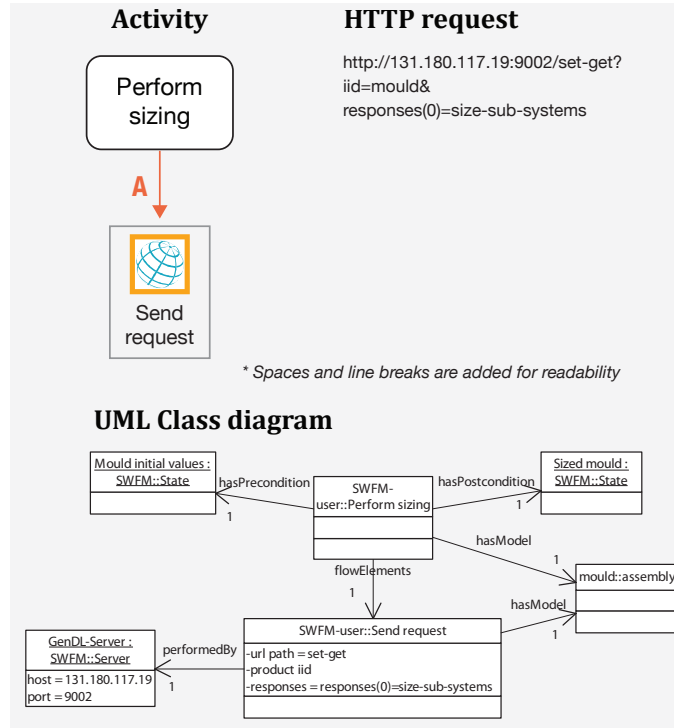 Activity
HTTP request
Perform
sizing
http://131.180.117.19:9002/set-get?
iid=mould&
responses(0)=size-sub-systems
A
Send
request
* Spaces and line breaks are added for readability
UML Class diagram
Mould initial values :
SWFM::State
hasPrecondition
1
SWFM-
user::Perform sizing
hasPostcondition
1
Sized mould :
SWFM::State
hasModel
1
mould::assembly
flowElements
1
hasModel
1
SWFM-user::Send request
-url path = set-get
-product iid
-responses = responses(0)=size-sub-systems
performedBy
1
GenDL-Server :
SWFM::Server
host = 131.180.117.19
port = 9002